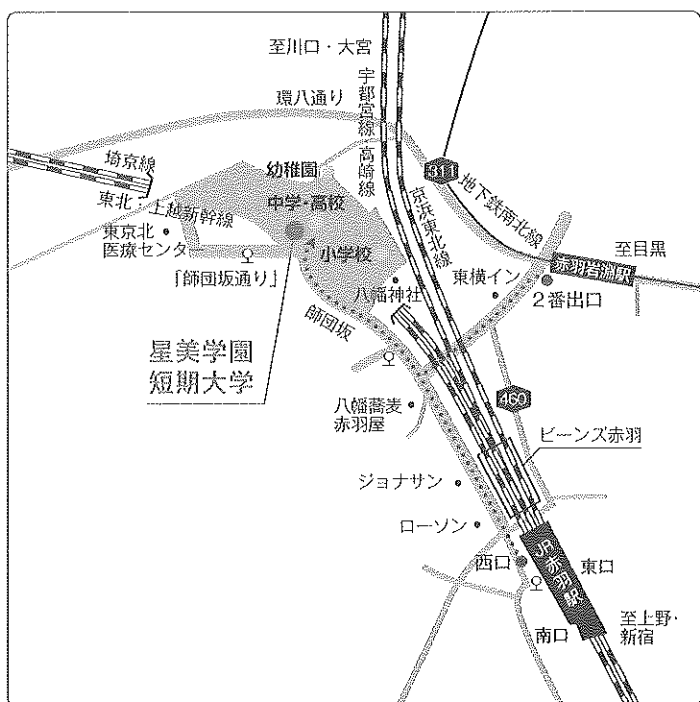 至川口・大宮
宇都宮線
高崎線
環八通り
埼京線
東北・上越新幹線
幼稚園
中学・高校
小学校
京浜東北線
311
地下鉄南北線
至目黒
赤羽岩淵駅
2番出口
東横イン
東京北
医療センタ
「師団坂通り」
師団坂
八幡神社
星美学園
短期大学
460
八幡蕎麦
赤羽屋
ビーンズ赤羽
ジョナサン
ローソン
西口
JR赤羽駅
東口
南口
至上野・
新宿